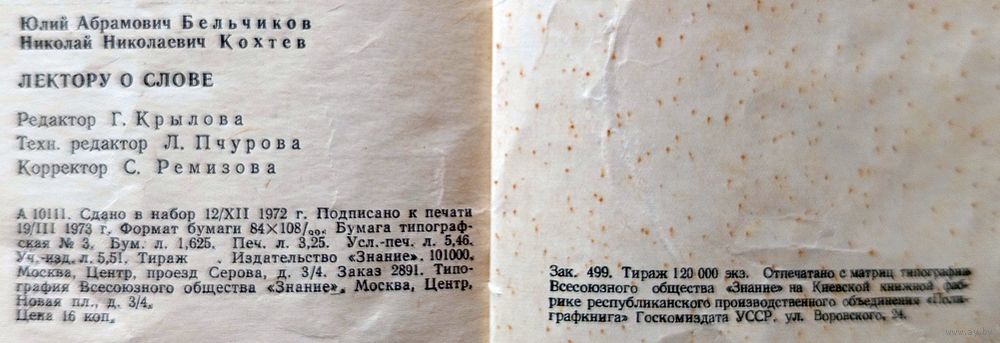 Юлий Абрамович Бельчиков
Николай Николаевич Кохтев
ЛЕКТОРУ О СЛОВЕ
Редактор Г. Крылова
Техн. редактор Л. Пчурова
Корректор С. Ремизова
А 10111. Сдано в набор 12/XII 1972 г. Подписано к печати
19/III 1973 г. Формат бумаги 84×108/ Бумага типограф-
ская № 3. Бум. л. 1,625. Печ. л. 3,25. Усл.-печ. л. 5,46.
Уч.-изд. л. 5,51. Тираж . Издательство «Знание». 101000,
Москва, Центр, проезд Серова, д. 3/4. Заказ 2891. Типо-
графия Всесоюзного общества «Знание». Москва, Центр,
Новая пл., д. 3/4.
Цена 16 коп.
Зак. 499. Тираж 120 000 экз. Отпечатано с матриц типографии
Всесоюзного общества «Знание» на Киевской книжной фаб-
рике республиканского производственного объединения «Поли-
графкнига» Госкомиздата УССР. ул. Воровского, 24.
www.ay.by